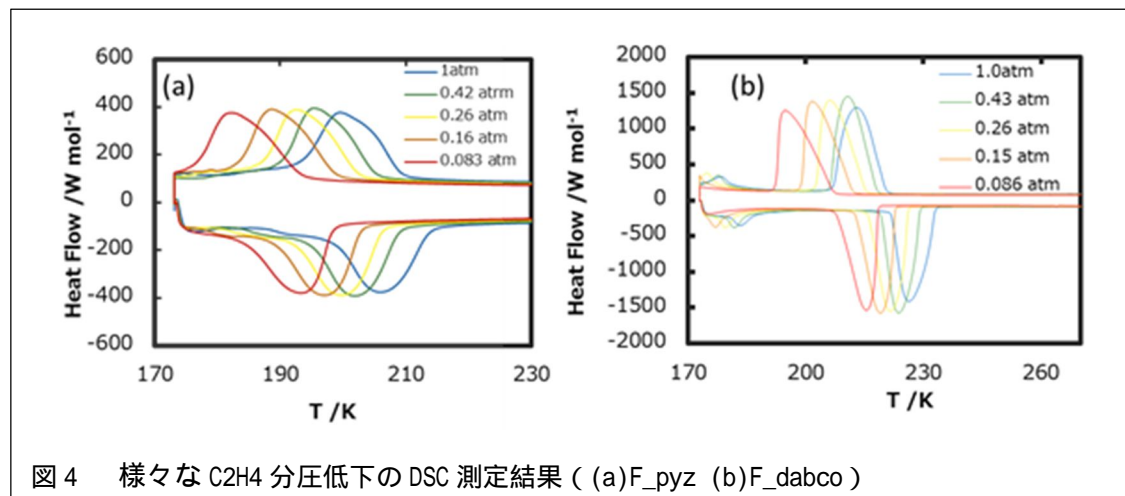 600
400
200
0
-200
-400
-600
Heat Flow /W mol-1
(a)
1atm
0.42 atrm
0.26 atm
0.16 atm
0.083 atm
170 190 210 230
T /K
2000
1500
1000
500
0
-500
-1000
-1500
-2000
Heat Flow /W mol-1
(b)
1.0atm
0.43 atm
0.26 atm
0.15 atm
0.086 atm
170 200 230 260
T /K
図4 様々な C2H4 分圧低下の DSC 測定結果 ( (a)F_pyz (b)F_dabco )